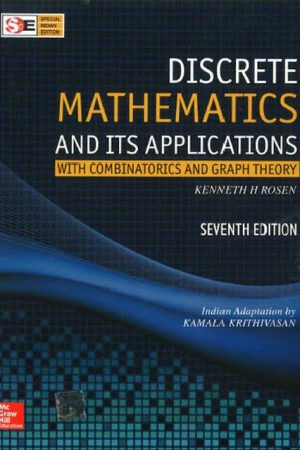 SIE
SPECIAL
INDIAN
EDITION
DISCRETE
MATHEMATICS
AND ITS APPLICATIONS
WITH COMBINATORICS AND GRAPH THEORY
KENNETH H ROSEN
SEVENTH EDITION
Indian Adaptation by
KAMALA KRITHIVASAN
Mc
Graw
Hill
Education